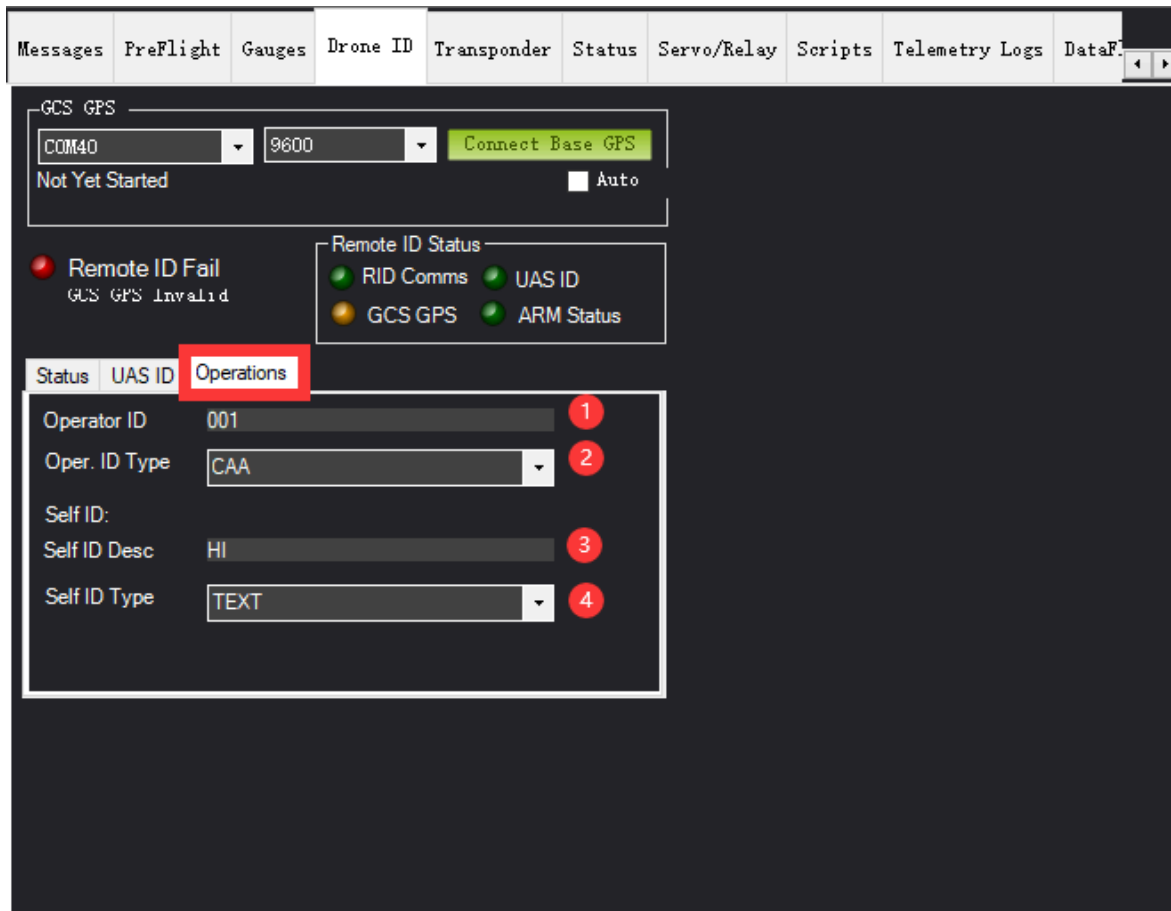 Messages PreFlight Gauges Drone ID Transponder Status Servo/Relay Scripts Telemetry Logs
GCS GPS
COM40 9600 Connect Base GPS
Not Yet Started Auto
Remote ID Status
Remote ID Fail RID Comms UAS ID
GCS GPS Invalid
GCS GPS ARM Status
Status UAS ID Operations
Operator ID 001 1
Oper. ID Type CAA 2
Self ID:
Self ID Desc HI 3
Self ID Type TEXT 4